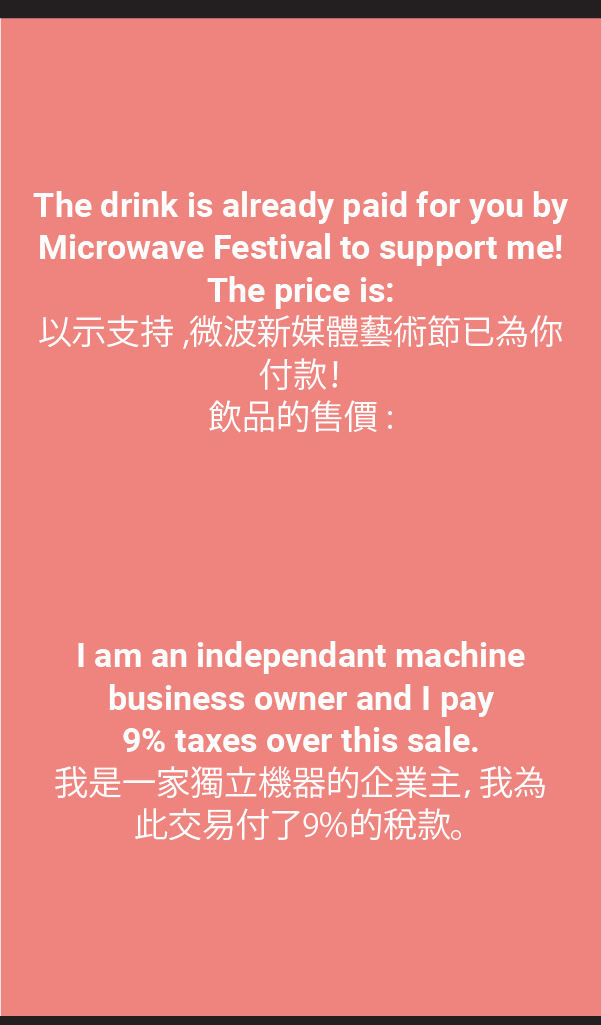 The drink is already paid for you by
Microwave Festival to support me!
The price is:
以示支持 ,微波新媒體藝術節已為你
付款!
飲品的售價 :
I am an independant machine
business owner and I pay
9% taxes over this sale.
我是一家獨立機器的企業主, 我為
此交易付了9%的稅款。